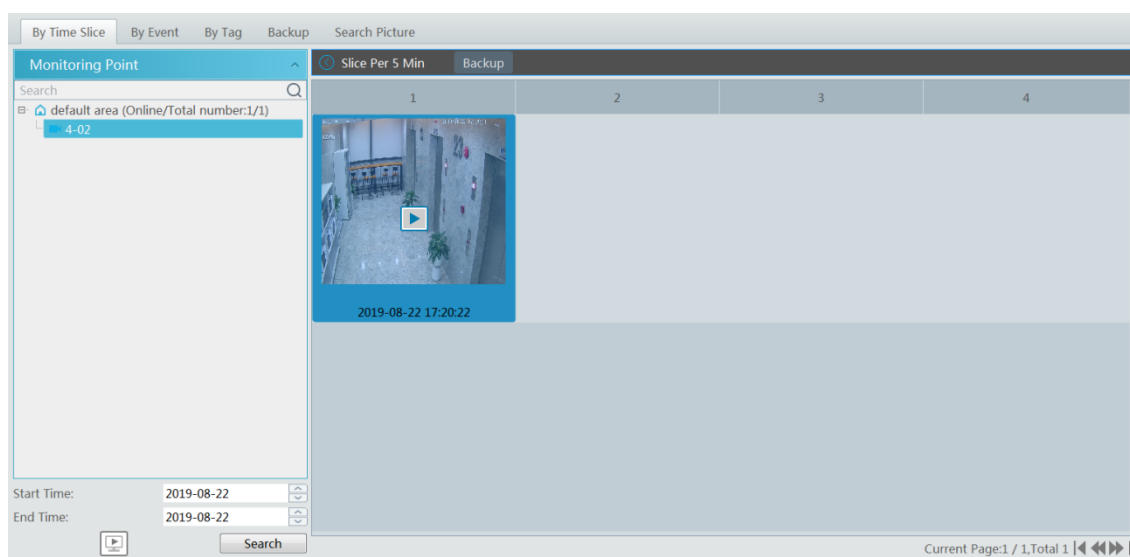 By Time Slice By Event By Tag Backup Search Picture
Monitoring Point
Slice Per 5 Min Backup
Search
1 2 3 4
default area (Online/Total number:1/1)
4-02
2019-08-22 17:20:22
Start Time: 2019-08-22
End Time: 2019-08-22
Search
Current Page:1 / 1,Total 1